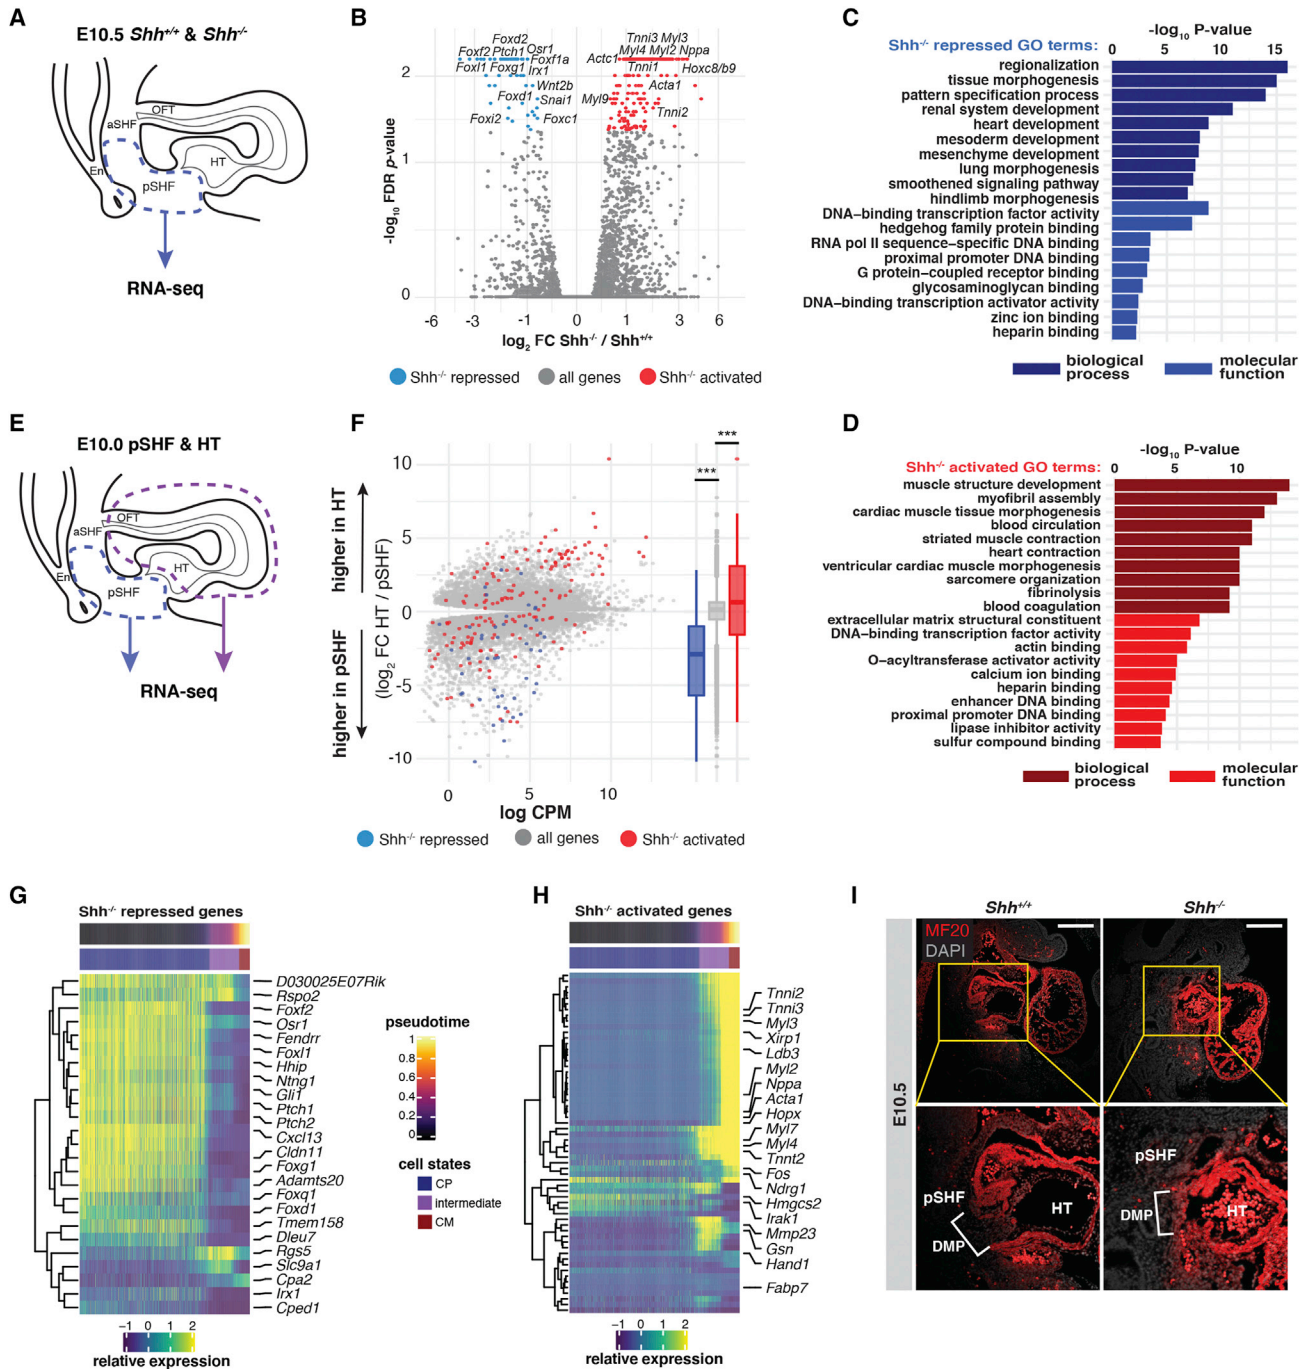 A
E10.5 Shh+/+ & Shh-/-
OFT
aSHF
HT
En
pSHF
RNA-seq
B
Foxd2
Tnni3 Myl3
Foxf2 Ptch1 Osr1
Myl4 Myl2 Nppa
Foxf1a
Actc1
Foxl1 Foxg1 Irx1
Tnni1
Hoxc8/b9
Wnt2b
Acta1
Foxd1
Snai1
Myl9
Foxi2
Foxc1
Tnni2
2
1
0
-log10 FDR p-value
-6 -3 -1 0 1 3 6
log2 FC Shh-/- / Shh+/+
Shh-/- repressed
all genes
Shh-/- activated
C
-log10 P-value
Shh-/- repressed GO terms:
0 5 10 15
regionalization
tissue morphogenesis
pattern specification process
renal system development
heart development
mesoderm development
mesenchyme development
lung morphogenesis
smoothened signaling pathway
hindlimb morphogenesis
DNA-binding transcription factor activity
hedgehog family protein binding
RNA pol II sequence-specific DNA binding
proximal promoter DNA binding
G protein-coupled receptor binding
glycosaminoglycan binding
DNA-binding transcription activator activity
zinc ion binding
heparin binding
biological process
molecular function
E
E10.0 pSHF & HT
OFT
aSHF
HT
En
pSHF
RNA-seq
F
***
***
10
5
0
-5
-10
higher in HT
higher in pSHF
(log2 FC HT / pSHF)
0 5 10
log CPM
Shh-/- repressed
all genes
Shh-/- activated
D
-log10 P-value
Shh-/- activated GO terms:
0 5 10
muscle structure development
myofibril assembly
cardiac muscle tissue morphogenesis
blood circulation
striated muscle contraction
heart contraction
ventricular cardiac muscle morphogenesis
sarcomere organization
fibrinolysis
blood coagulation
extracellular matrix structural constituent
DNA-binding transcription factor activity
actin binding
O-acyltransferase activator activity
calcium ion binding
heparin binding
enhancer DNA binding
proximal promoter DNA binding
lipase inhibitor activity
sulfur compound binding
biological process
molecular function
G
Shh-/- repressed genes
D030025E07Rik
Rspo2
Foxf2
Osr1
Fendrr
Foxl1
Hhip
Ntng1
Gli1
Ptch1
Ptch2
Cxcl13
Cldn11
Foxg1
Adamts20
Foxq1
Foxd1
Tmem158
Dleu7
Rgs5
Slc9a1
Cpa2
Irx1
Cped1
-1 0 1 2
relative expression
pseudotime
1
0.8
0.6
0.4
0.2
0
cell states
CP
intermediate
CM
H
Shh-/- activated genes
Tnni2
Tnni3
Myl3
Xirp1
Ldb3
Myl2
Nppa
Acta1
Hopx
Myl7
Myl4
Tnnt2
Fos
Ndrg1
Hmgcs2
Irak1
Mmp23
Gsn
Hand1
Fabp7
-1 0 1 2
relative expression
I
Shh+/+
Shh-/-
MF20
DAPI
E10.5
pSHF
HT
DMP
pSHF
DMP
HT